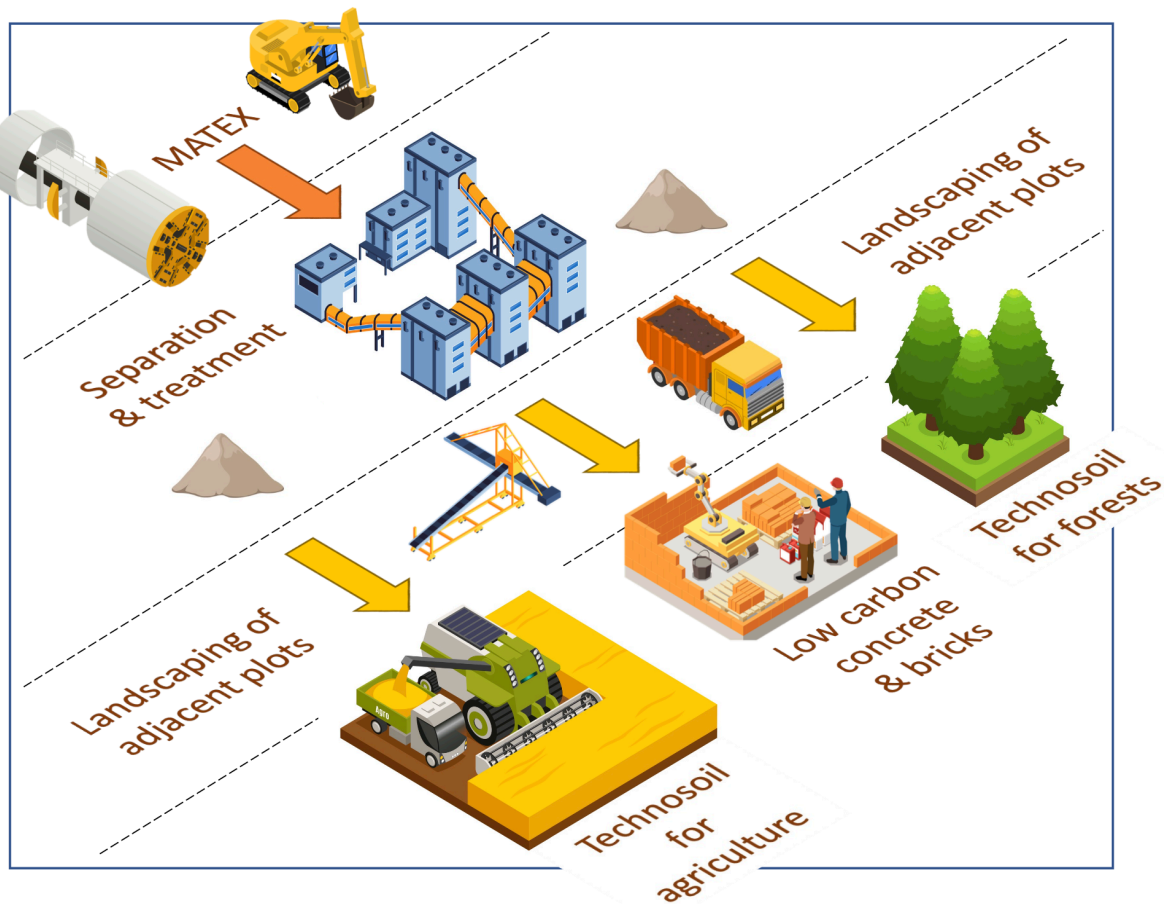 MATEX
Separation
& treatment
Landscaping of
adjacent plots
Technosoil
for forests
Low carbon
concrete
& bricks
Landscaping of
adjacent plots
Agro
Technosoil
for
agriculture